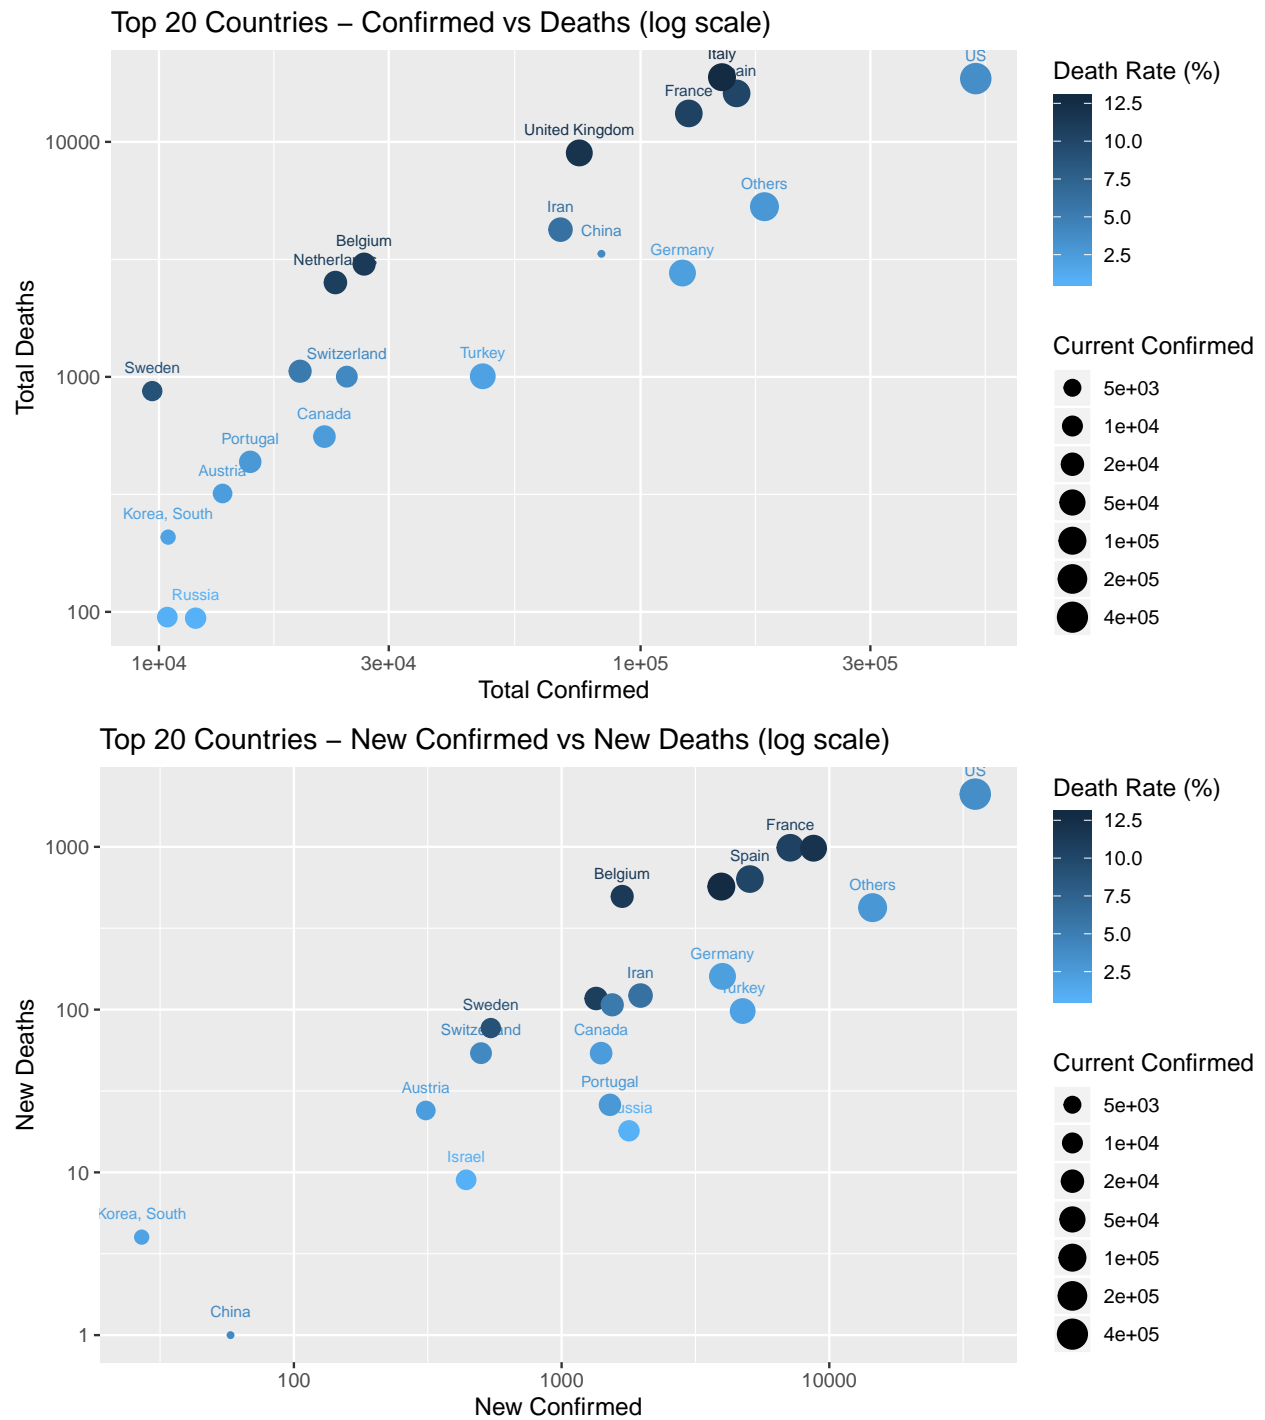 Top 20 Countries – Confirmed vs Deaths (log scale)
Italy
US
France
United Kingdom
Others
Iran
China
Belgium
Germany
Switzerland
Turkey
Sweden
Canada
Portugal
Austria
Korea, South
Russia
10000
1000
100
Total Deaths
1e+04 3e+04 1e+05 3e+05
Total Confirmed
Death Rate (%)
12.5
10.0
7.5
5.0
2.5
Current Confirmed
5e+03
1e+04
2e+04
5e+04
1e+05
2e+05
4e+05
Top 20 Countries – New Confirmed vs New Deaths (log scale)
US
France
Spain
Belgium
Others
Germany
Iran
Sweden
Canada
Portugal
Austria
Israel
Korea, South
China
1000
100
10
1
New Deaths
100 1000 10000
New Confirmed
Death Rate (%)
12.5
10.0
7.5
5.0
2.5
Current Confirmed
5e+03
1e+04
2e+04
5e+04
1e+05
2e+05
4e+05